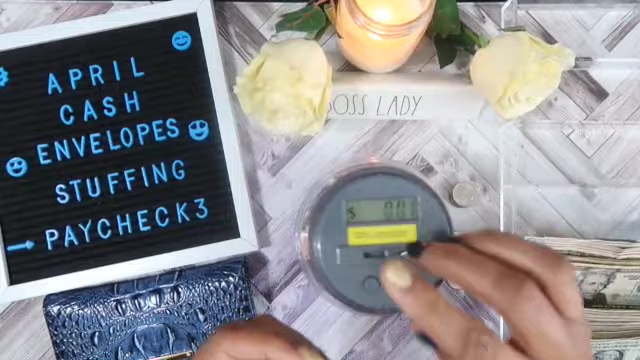 APRIL
CASH
ENVELOPES
STUFFING
PAYCHECK3
BOSS LADY
$